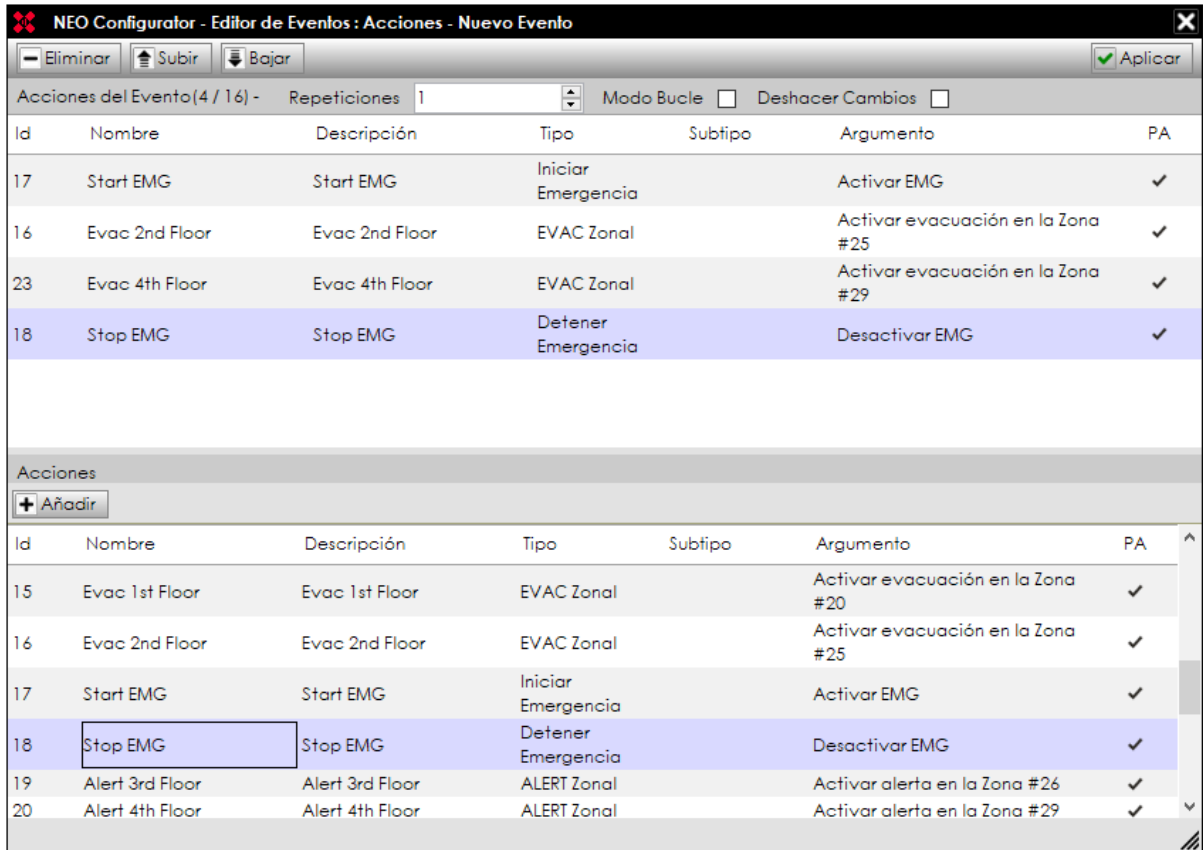 NEO Configurator - Editor de Eventos : Acciones - Nuevo Evento
Eliminar Subir Bajar Aplicar
Acciones del Evento(4 / 16) - Repeticiones 1 Modo Bucle Deshacer Cambios
Id Nombre Descripción Tipo Subtipo Argumento PA
17 Start EMG Start EMG Iniciar Emergencia Activar EMG
16 Evac 2nd Floor Evac 2nd Floor EVAC Zonal Activar evacuación en la Zona #25
23 Evac 4th Floor Evac 4th Floor EVAC Zonal Activar evacuación en la Zona #29
18 Stop EMG Stop EMG Detener Emergencia Desactivar EMG
Acciones
Añadir
Id Nombre Descripción Tipo Subtipo Argumento PA
15 Evac 1st Floor Evac 1st Floor EVAC Zonal Activar evacuación en la Zona #20
16 Evac 2nd Floor Evac 2nd Floor EVAC Zonal Activar evacuación en la Zona #25
17 Start EMG Start EMG Iniciar Emergencia Activar EMG
18 Stop EMG Stop EMG Detener Emergencia Desactivar EMG
19 Alert 3rd Floor Alert 3rd Floor ALERT Zonal Activar alerta en la Zona #26
20 Alert 4th Floor Alert 4th Floor ALERT Zonal Activar alerta en la Zona #29